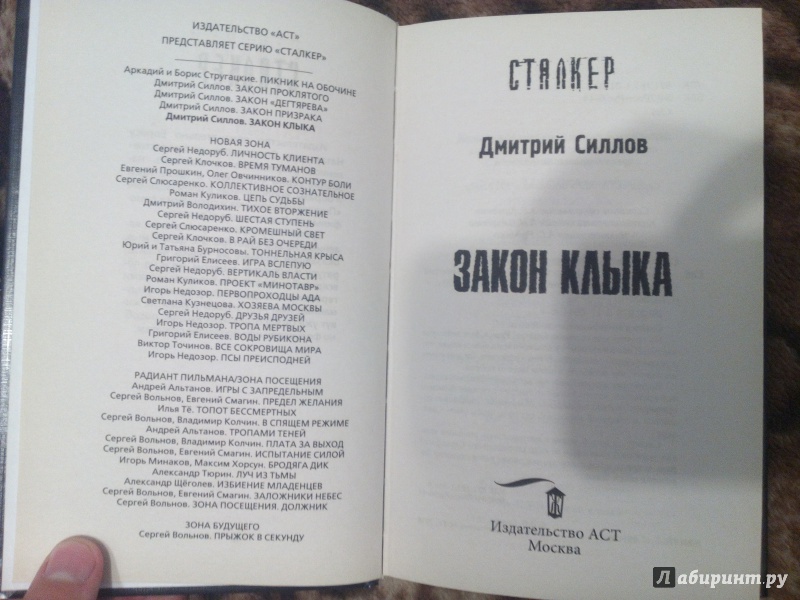 ИЗДАТЕЛЬСТВО «АСТ»
ПРЕДСТАВЛЯЕТ СЕРИЮ «СТАЛКЕР»
Аркадий и Борис Стругацкие. ПИКНИК НА ОБОЧИНЕ
Дмитрий Силлов. ЗАКОН ПРОКЛЯТОГО
Дмитрий Силлов. ЗАКОН «ДЕГТЯРЕВА»
Дмитрий Силлов. ЗАКОН ПРИЗРАКА
Дмитрий Силлов. ЗАКОН КЛЫКА
НОВАЯ ЗОНА
Сергей Недоруб. ЛИЧНОСТЬ КЛИЕНТА
Сергей Клочков. ВРЕМЯ ТУМАНОВ
Евгений Прошкин, Олег Овчинников. КОНТУР БОЛИ
Сергей Слюсаренко. КОЛЛЕКТИВНОЕ СОЗНАТЕЛЬНОЕ
Роман Куликов. ЦЕПЬ СУДЬБЫ
Дмитрий Володихин. ТИХОЕ ВТОРЖЕНИЕ
Сергей Недоруб. ШЕСТАЯ СТУПЕНЬ
Сергей Слюсаренко. КРОМЕШНЫЙ СВЕТ
Сергей Клочков. В РАЙ БЕЗ ОЧЕРЕДИ
Юрий и Татьяна Бурносовы. ТОННЕЛЬНАЯ КРЫСА
Григорий Елисеев. ИГРА ВСЛЕПУЮ
Сергей Недоруб. ВЕРТИКАЛЬ ВЛАСТИ
Роман Куликов. ПРОЕКТ «МИНОТАВР»
Игорь Недозор. ПЕРВОПРОХОДЦЫ АДА
Светлана Кузнецова. ХОЗЯЕВА МОСКВЫ
Сергей Недоруб. ДРУЗЬЯ ДРУЗЕЙ
Игорь Недозор. ТРОПА МЕРТВЫХ
Григорий Елисеев. ВОДЫ РУБИКОНА
Виктор Точинов. ВСЕ СОКРОВИЩА МИРА
Игорь Недозор. ПСЫ ПРЕИСПОДНЕЙ
РАДИАНТ ПИЛЬМАНА/ЗОНА ПОСЕЩЕНИЯ
Андрей Альтанов. ИГРЫ С ЗАПРЕДЕЛЬНЫМ
Сергей Вольнов, Евгений Смагин. ПРЕДЕЛ ЖЕЛАНИЯ
Илья Тё. ТОПОТ БЕССМЕРТНЫХ
Сергей Вольнов, Владимир Колчин. В СПЯЩЕМ РЕЖИМЕ
Андрей Альтанов. ТРОПАМИ ТЕНЕЙ
Сергей Вольнов, Владимир Колчин. ПЛАТА ЗА ВЫХОД
Сергей Вольнов, Евгений Смагин. ИСПЫТАНИЕ СИЛОЙ
Игорь Минаков, Максим Хорсун. БРОДЯГА ДИК
Александр Тюрин. ЛУЧ ИЗ ТЬМЫ
Александр Щёголев. ИЗБИЕНИЕ МЛАДЕНЦЕВ
Сергей Вольнов, Евгений Смагин. ЗАЛОЖНИКИ НЕБЕС
Сергей Вольнов. ЗОНА ПОСЕЩЕНИЯ. ДОЛЖНИК
ЗОНА БУДУЩЕГО
Сергей Вольнов. ПРЫЖОК В СЕКУНДУ
СТАЛКЕР
Дмитрий Силлов
ЗАКОН КЛЫКА
Издательство АСТ
Москва
Лабиринт.ру